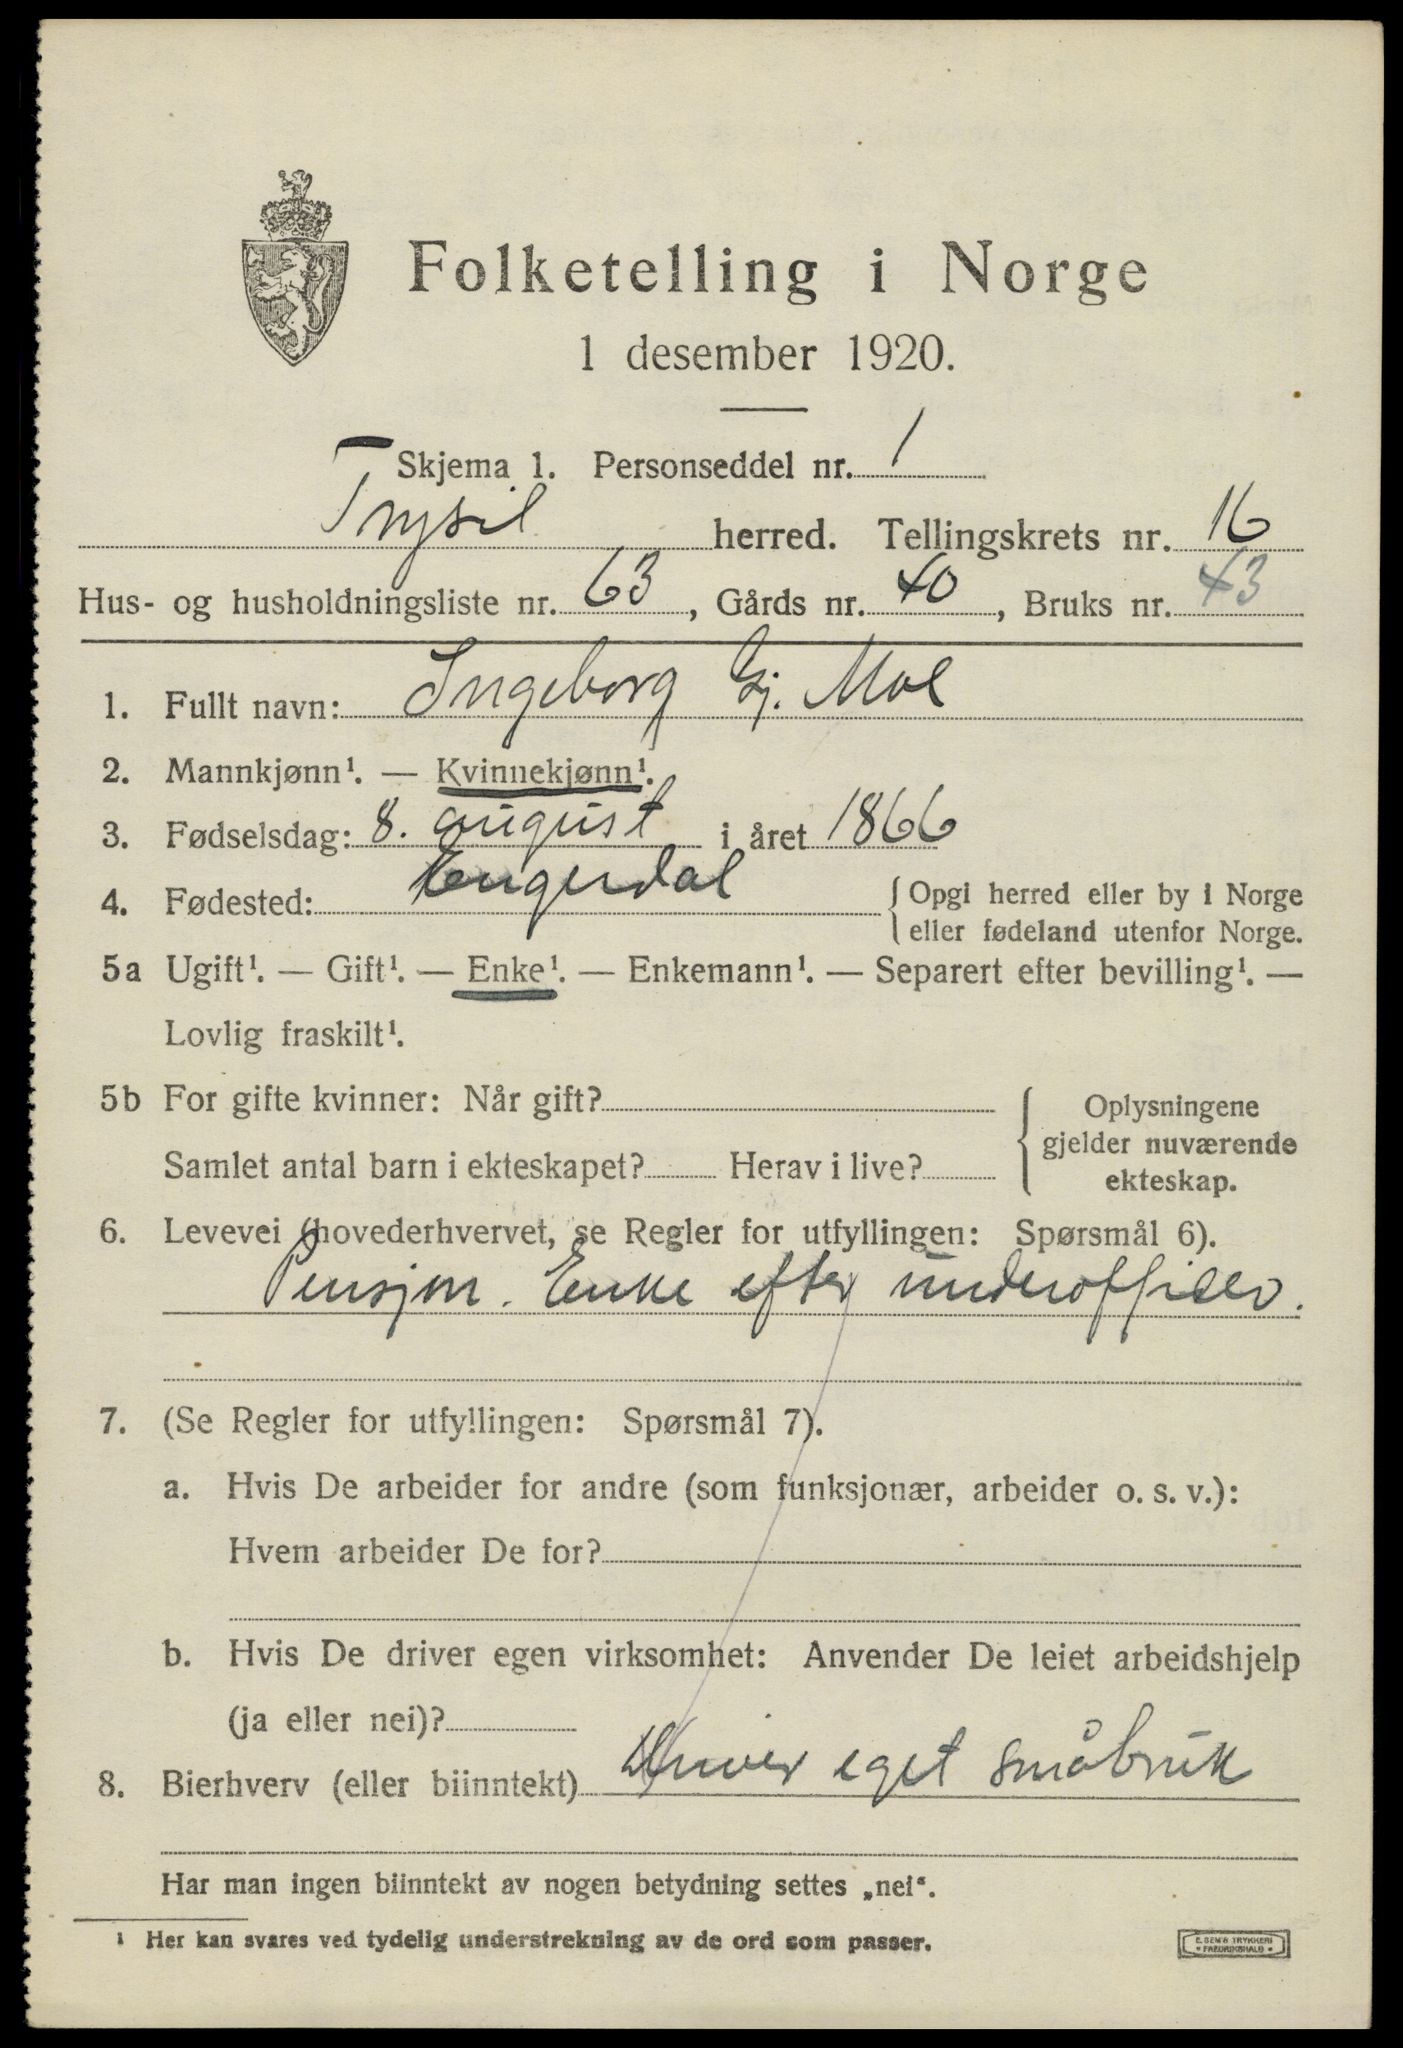 Folketelling i Norge
1 desember 1920.
Skjema 1. Personseddel nr. 1
Trysil herred. Tellingskrets nr. 16
Hus- og husholdningsliste nr. 63, Gårds nr. 40, Bruks nr. 43
1. Fullt navn: Ingeborg Gj. Moe
2. Mannkjønn¹. — Kvinnekjønn¹.
3. Fødselsdag: 8. august i året 1866
4. Fødested: Engerdal {Opgi herred eller by i Norge
eller fødeland utenfor Norge.
5a Ugift¹. — Gift¹. — Enke¹. — Enkemann¹. — Separert efter bevilling¹. —
Lovlig fraskilt¹.
5b For gifte kvinner: Når gift?
Samlet antal barn i ekteskapet? Herav i live?
{Oplysningene
gjelder nuværende
ekteskap.
6. Levevei (hovederhvervet, se Regler for utfyllingen: Spørsmål 6).
Pensjon. Enke efter underofficer.
7. (Se Regler for utfyllingen: Spørsmål 7).
a. Hvis De arbeider for andre (som funksjonær, arbeider o. s. v.):
Hvem arbeider De for?
b. Hvis De driver egen virksomhet: Anvender De leiet arbeidshjelp
(ja eller nei)?
8. Bierhverv (eller biinntekt) Driver eget småbruk
Har man ingen biinntekt av nogen betydning settes „nei“.
¹ Her kan svares ved tydelig understrekning av de ord som passer.
E. SEM'S TRYKKERI
• FREDRIKSHALD •